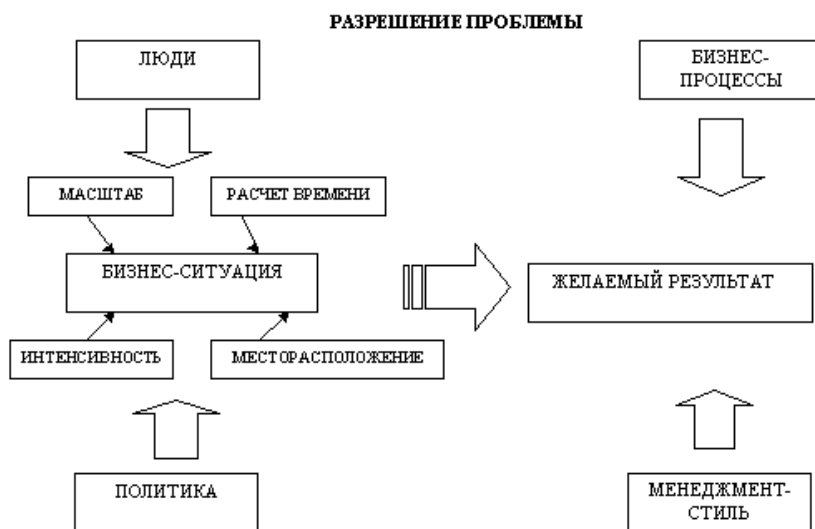 РАЗРЕШЕНИЕ ПРОБЛЕМЫ
ЛЮДИ
БИЗНЕС-
ПРОЦЕССЫ
МАСШТАБ
РАСЧЕТ ВРЕМЕНИ
БИЗНЕС-СИТУАЦИЯ
ЖЕЛАЕМЫЙ РЕЗУЛЬТАТ
ИНТЕНСИВНОСТЬ
МЕСТОРАСПОЛОЖЕНИЕ
ПОЛИТИКА
МЕНЕДЖМЕНТ-
СТИЛЬ